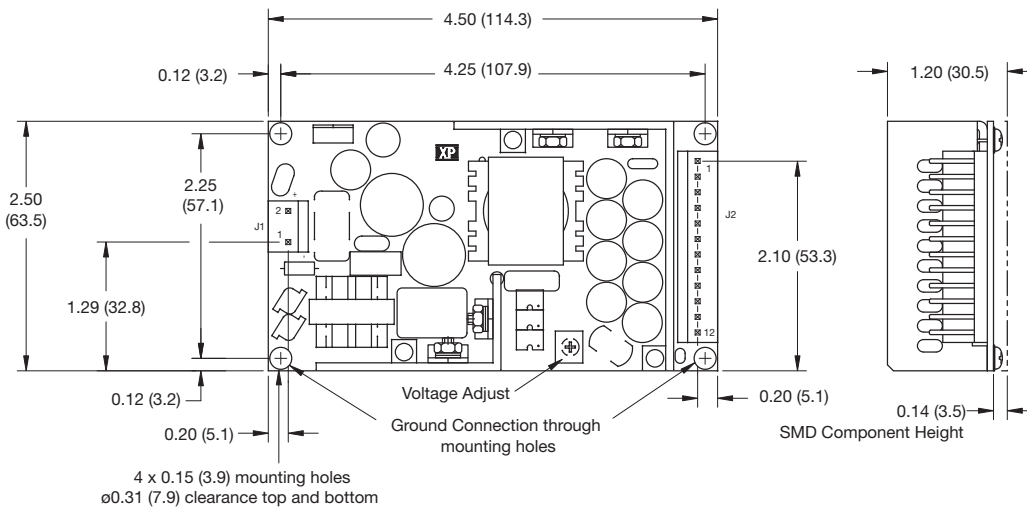 4.50 (114.3)
0.12 (3.2)
4.25 (107.9)
1.20 (30.5)
XP
1
2.50
(63.5)
2.25
(57.1)
+
2
J1
1
-
J2
2.10 (53.3)
1.29 (32.8)
12
0.12 (3.2)
Voltage Adjust
0.20 (5.1)
0.14 (3.5)
0.20 (5.1)
Ground Connection through
mounting holes
SMD Component Height
4 x 0.15 (3.9) mounting holes
ø0.31 (7.9) clearance top and bottom